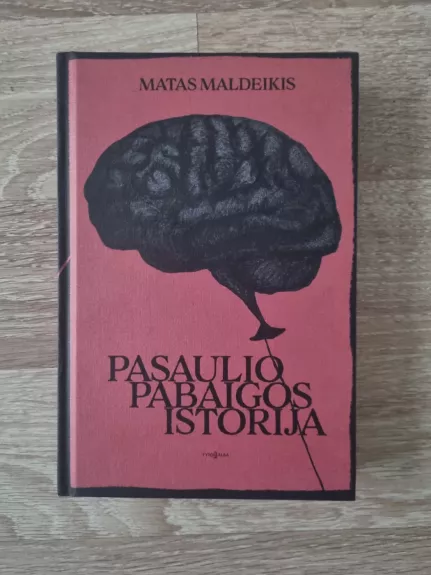 MATAS MALDEIKIS
PASAULIO
PABAIGOS
ISTORIJA